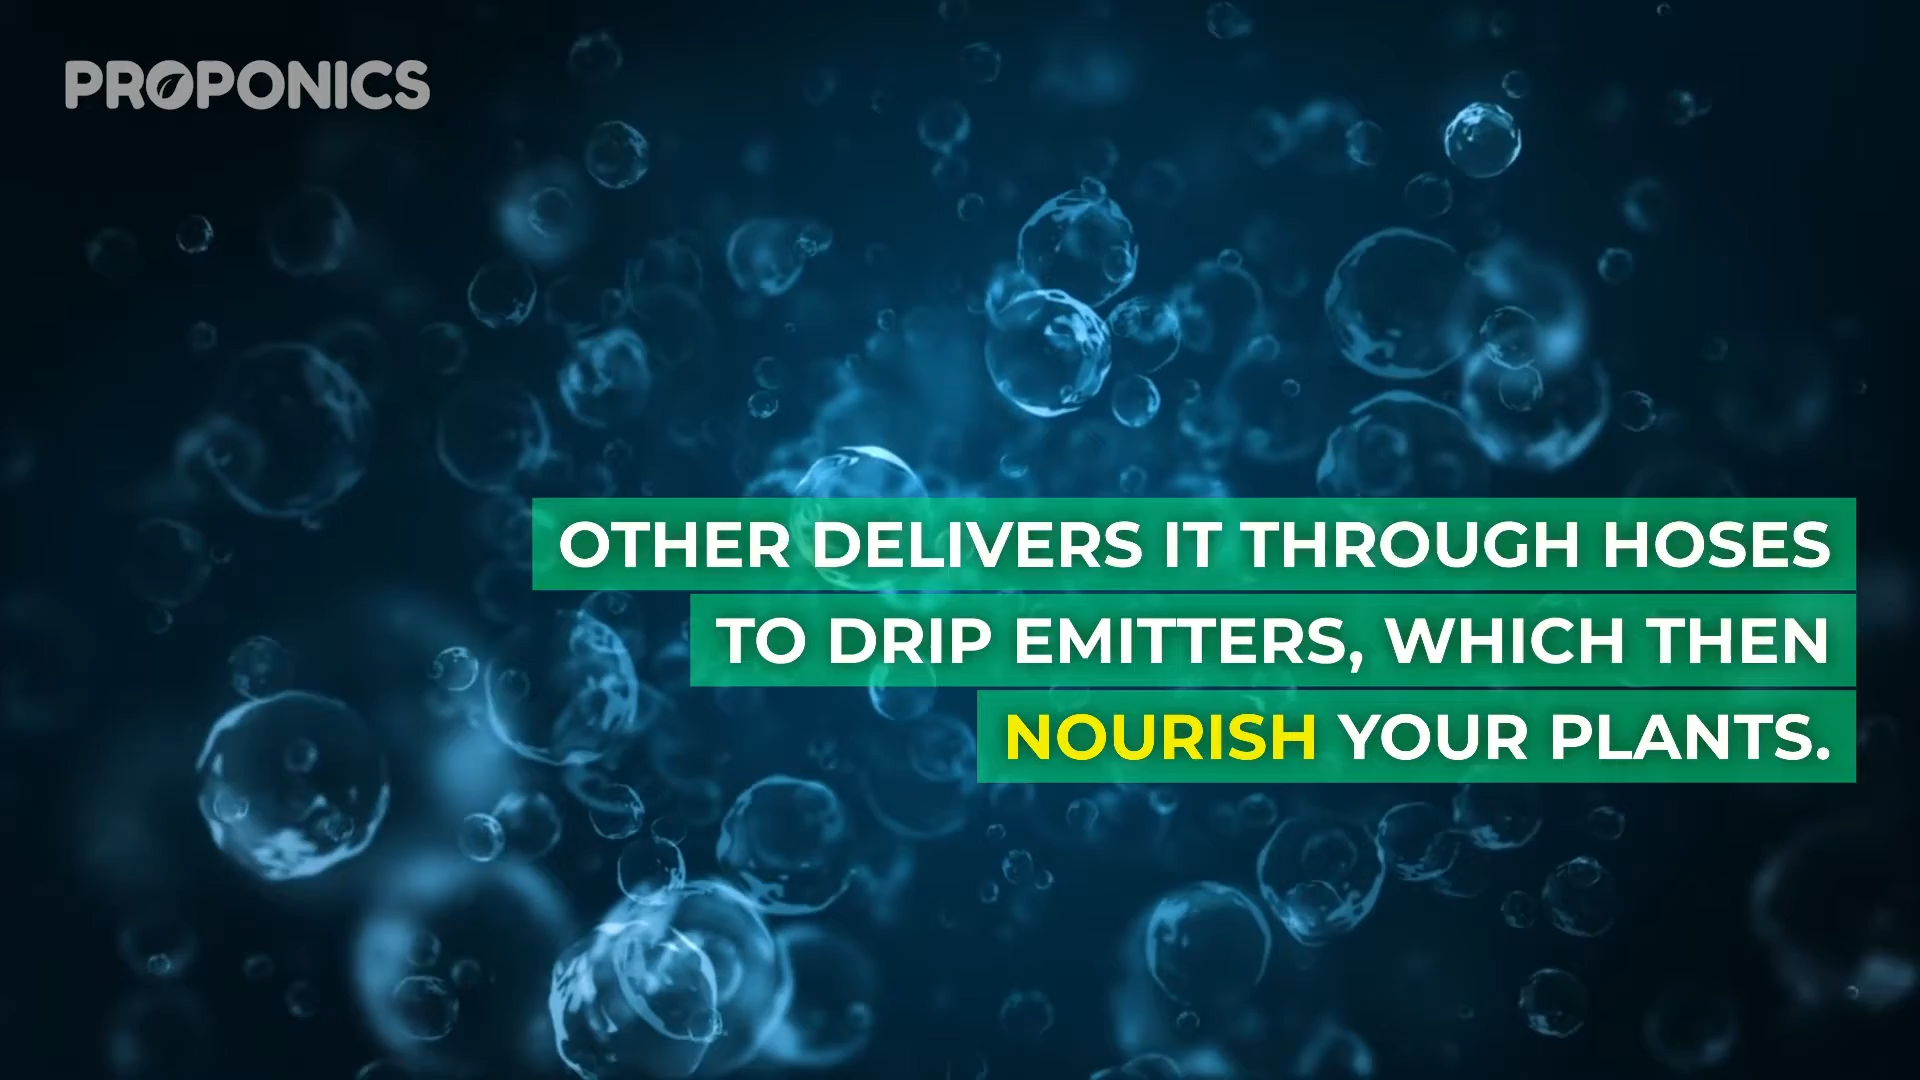 PROPONICS
OTHER DELIVERS IT THROUGH HOSES
TO DRIP EMITTERS, WHICH THEN
NOURISH YOUR PLANTS.